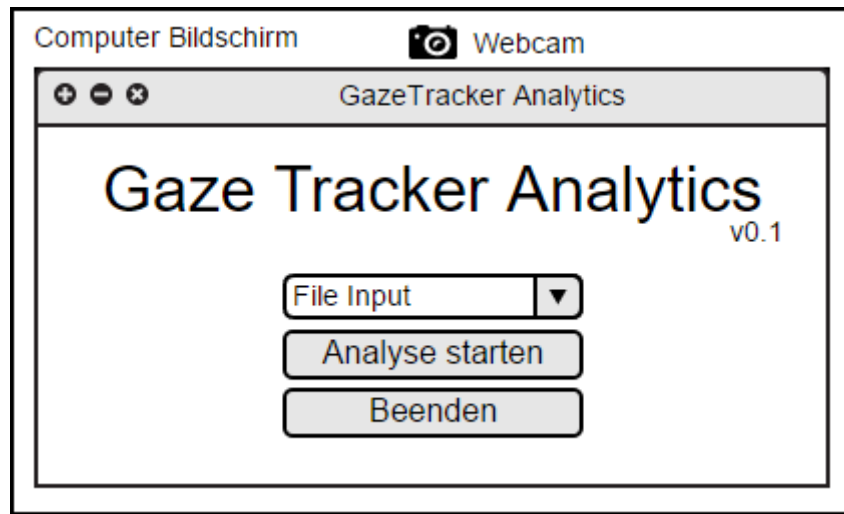 Computer Bildschirm
Webcam
GazeTracker Analytics
Gaze Tracker Analytics
v0.1
File Input
Analyse starten
Beenden